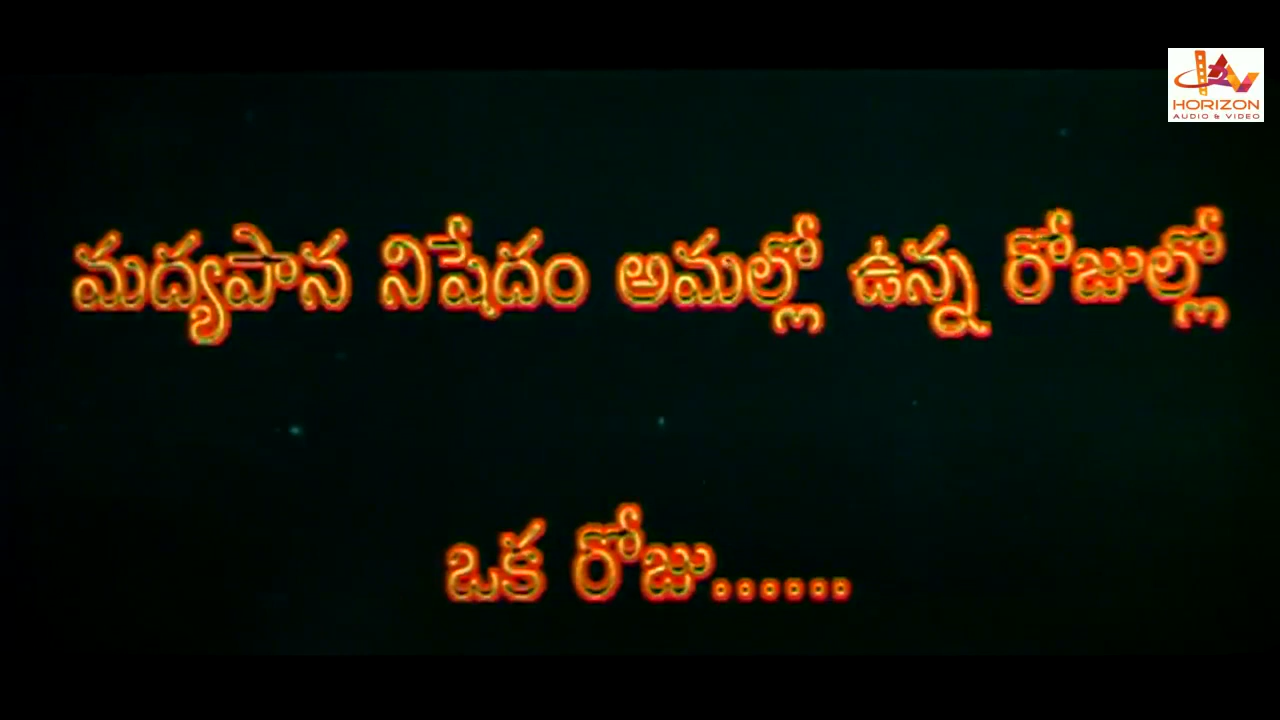 HORIZON
AUDIO & VIDEO
మద్యపాన నిషేదం అమల్లో ఉన్న రోజుల్లో
ఒక రోజు......